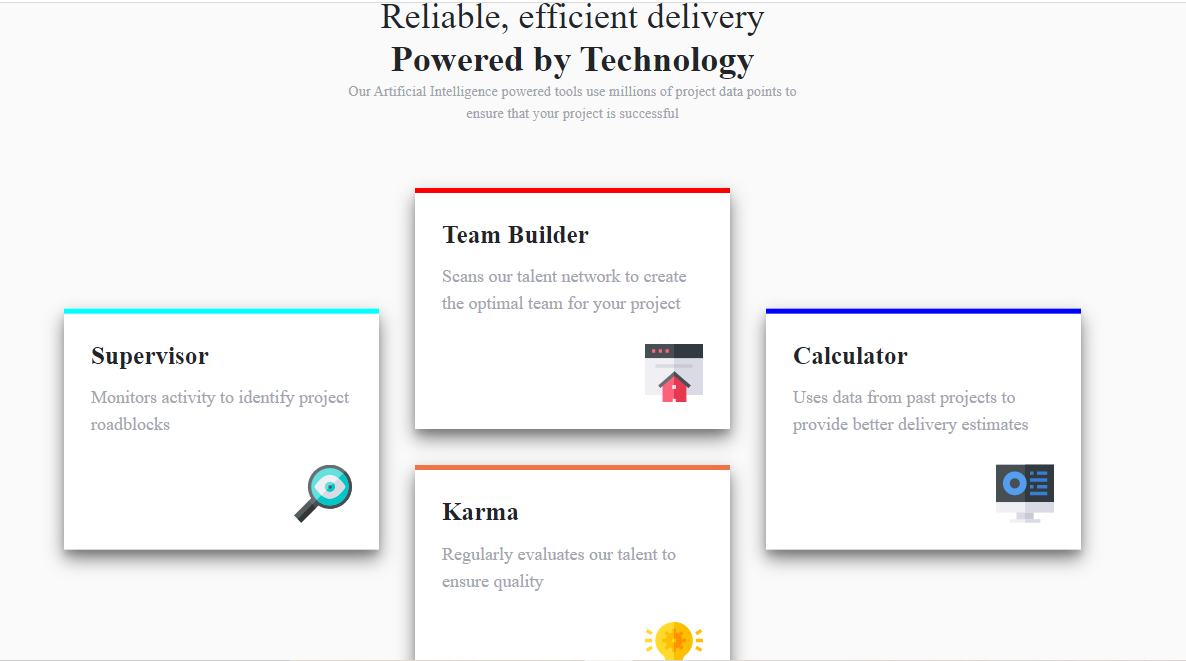 Reliable, efficient delivery
Powered by Technology
Our Artificial Intelligence powered tools use millions of project data points to
ensure that your project is successful
Team Builder
Scans our talent network to create
the optimal team for your project
Supervisor
Monitors activity to identify project
roadblocks
Calculator
Uses data from past projects to
provide better delivery estimates
Karma
Regularly evaluates our talent to
ensure quality